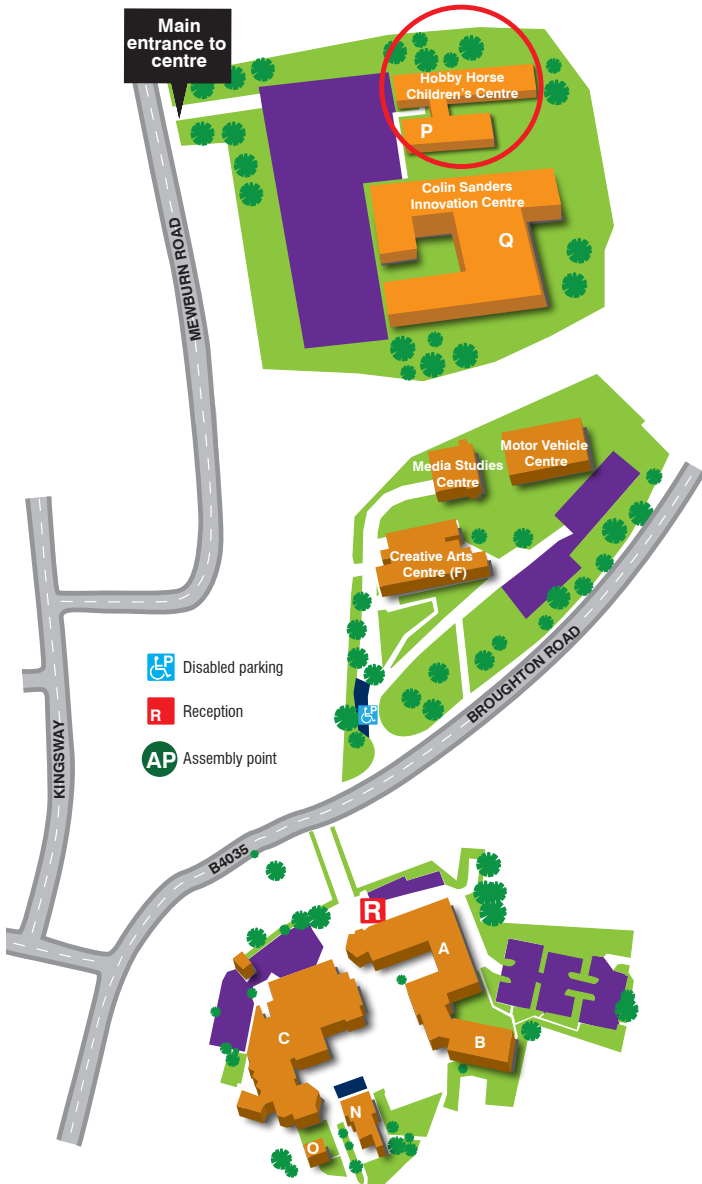 Main
entrance to
centre
Hobby Horse
Children's Centre
P
Colin Sanders
Innovation Centre
Q
MEWBURN ROAD
Motor Vehicle
Centre
Media Studies
Centre
Creative Arts
Centre (F)
P
Disabled parking
R
Reception
AP
Assembly point
P
BROUGHTON ROAD
KINGSWAY
B4035
R
A
B
C
N
O